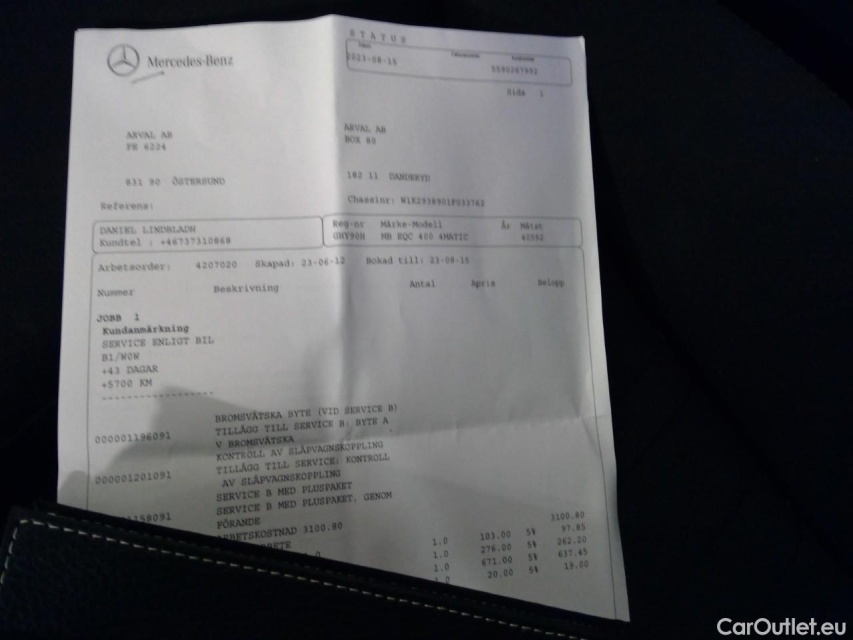 Mercedes-Benz
STATUS
2023-08-15
5590267992
Sida 1
ARVAL AB
FE 6224
831 90 ÖSTERSUND
ARVAL AB
BOX 80
182 11 DANDERYD
Referens:
Chassinr:
DANIEL LINDBLADH
Kundtel : +46737310868
Reg-nr Märke-Modell År Mätst
GHY90H MB EQC 400 4MATIC
Arbetsorder: 4207020 Skapad: 23-06-12 Bokad till: 23-08-15
Nummer Beskrivning Antal Apris Belopp
JOBB 1
Kundanmärkning
SERVICE ENLIGT BIL
B1/W0W
+43 DAGAR
+5700 KM
--------------------
BROMSVÄTSKA BYTE (VID SERVICE B)
000001196091 TILLÄGG TILL SERVICE B: BYTE A
V BROMSVÄTSKA
KONTROLL AV SLÄPVAGNSKOPPLING
000001201091 TILLÄGG TILL SERVICE: KONTROLL
AV SLÄPVAGNSKOPPLING
SERVICE B MED PLUSPAKET
SERVICE B MED PLUSPAKET, GENOM
FÖRANDE
ARBETSKOSTNAD 3100.80 3100.80
1.0 103.00 5% 97.85
1.0 276.00 5% 262.20
1.0 671.00 5% 637.45
20.00 5% 19.00
CarOutlet.eu